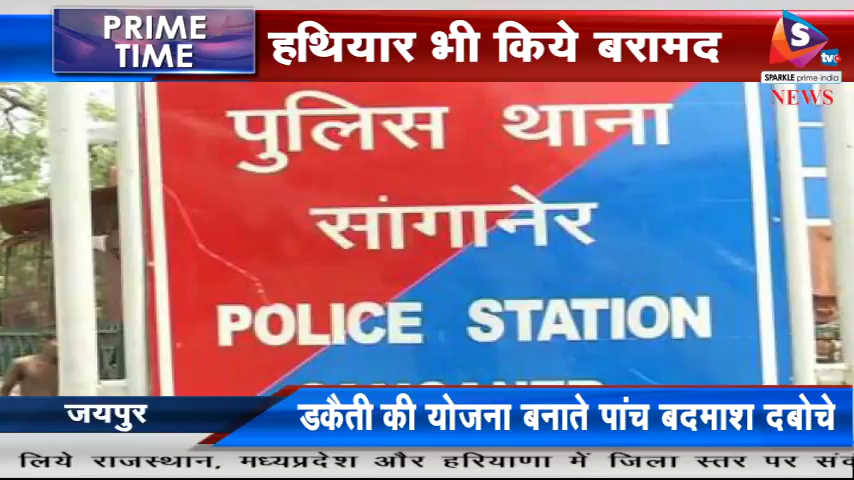 PRIME
TIME
हथियार भी किये बरामद
S
tv
SPARKLE prime india
NEWS
पुलिस थाना
सांगानेर
POLICE STATION
जयपुर
डकैती की योजना बनाते पांच बदमाश दबोचे
लिये राजस्थान, मध्यप्रदेश और हरियाणा में जिला स्तर पर